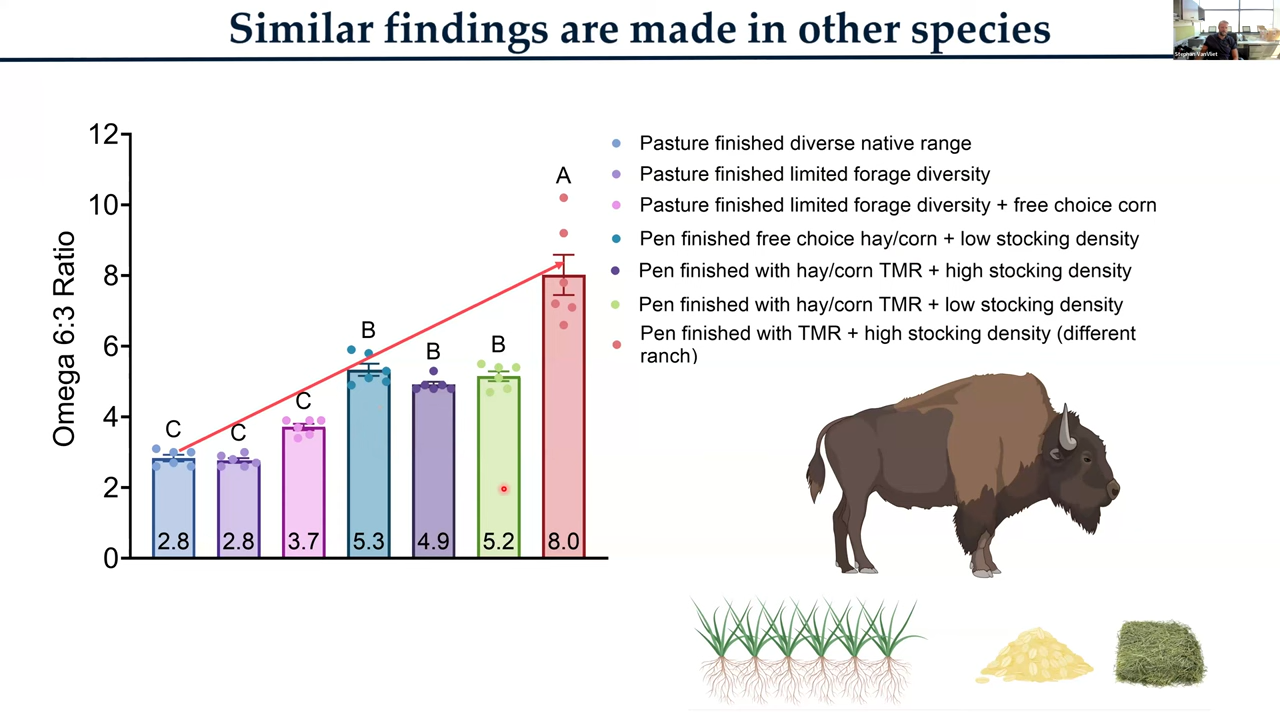 Similar findings are made in other species
Stephan VanVliet
Omega 6:3 Ratio
12
10
8
6
4
2
0
C
C
C
B
B
B
A
2.8
2.8
3.7
5.3
4.9
5.2
8.0
Pasture finished diverse native range
Pasture finished limited forage diversity
Pasture finished limited forage diversity + free choice corn
Pen finished free choice hay/corn + low stocking density
Pen finished with hay/corn TMR + high stocking density
Pen finished with hay/corn TMR + low stocking density
Pen finished with TMR + high stocking density (different
ranch)